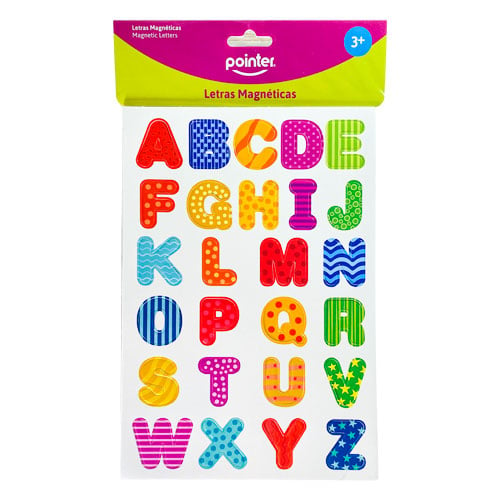 Letras Magnéticas
Magnetic Letters
pointer
3+
Letras Magnéticas
A B C D E
F G H I J
K L M N
O P Q R
S T U V
W X Y Z